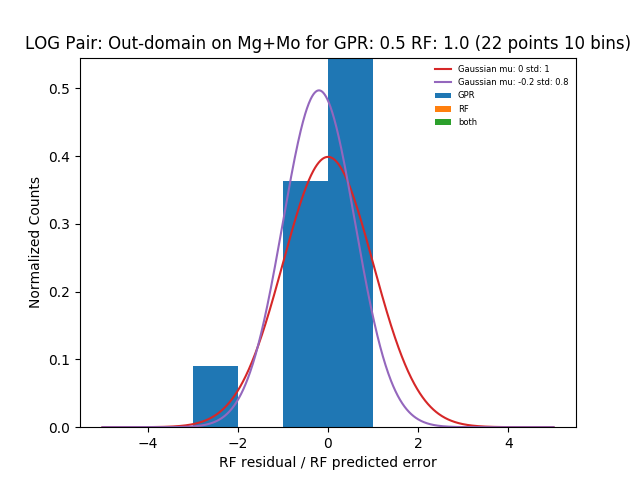 LOG Pair: Out-domain on Mg+Mo for GPR: 0.5 RF: 1.0 (22 points 10 bins)
Gaussian mu: 0 std: 1
Gaussian mu: -0.2 std: 0.8
GPR
RF
both
Normalized Counts
0.5
0.4
0.3
0.2
0.1
0.0
−4
−2
0
2
4
RF residual / RF predicted error